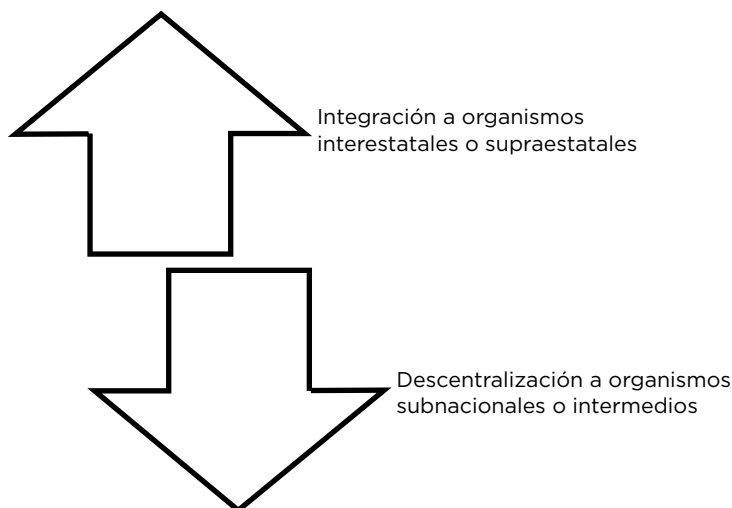 Integración a organismos
interestatales o supraestatales
Descentralización a organismos
subnacionales o intermedios